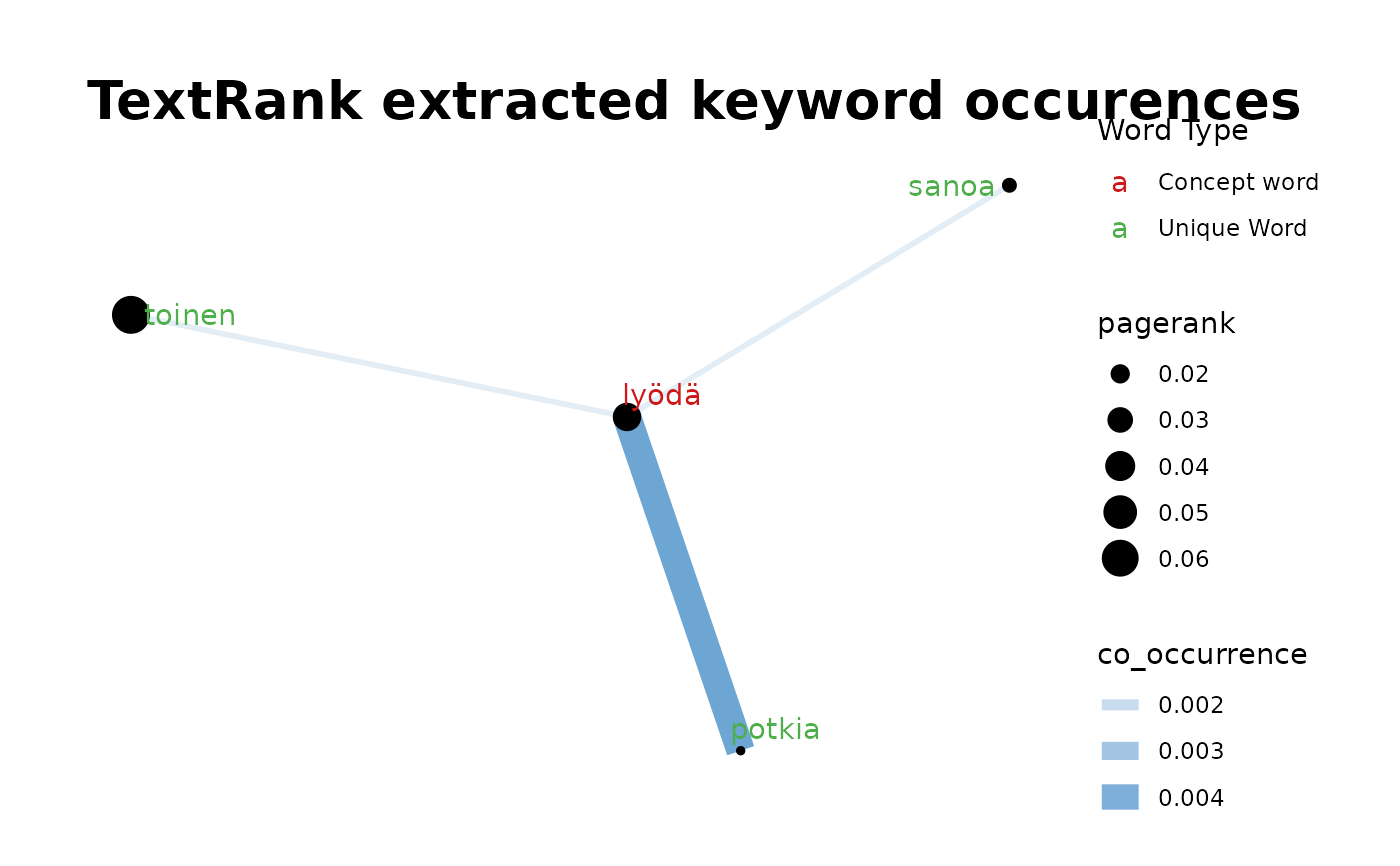 TextRank extracted keyword occurences
Word Type
a Concept word
a Unique Word
sanoa
toinen
lyödä
potkia
pagerank
0.02
0.03
0.04
0.05
0.06
co_occurrence
0.002
0.003
0.004